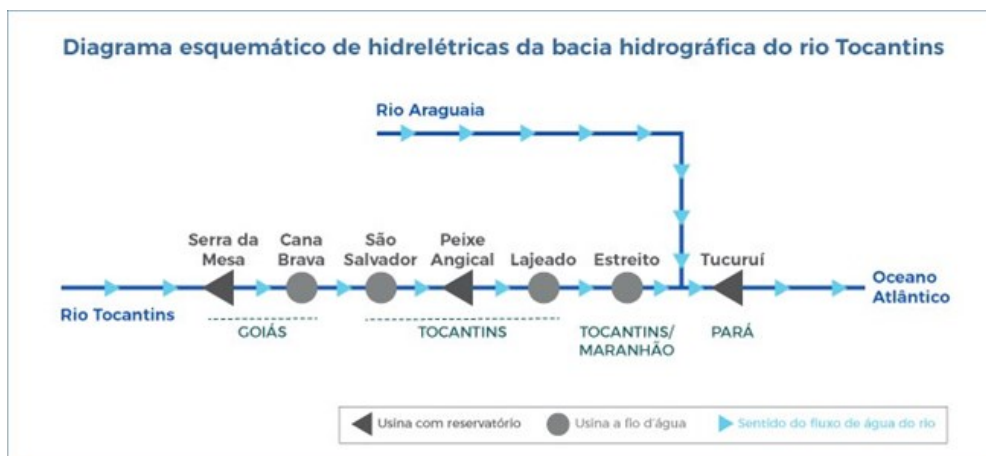 Diagrama esquemático de hidrelétricas da bacia hidrográfica do rio Tocantins
Rio Araguaia
Serra da
Mesa
Cana
Brava
São
Salvador
Peixe
Angical
Lajeado
Estreito
Tucuruí
Rio Tocantins
Oceano
Atlântico
GOIÁS
TOCANTINS
TOCANTINS/
MARANHÃO
PARÁ
Usina com reservatório
Usina a fio d'água
Sentido do fluxo de água do rio